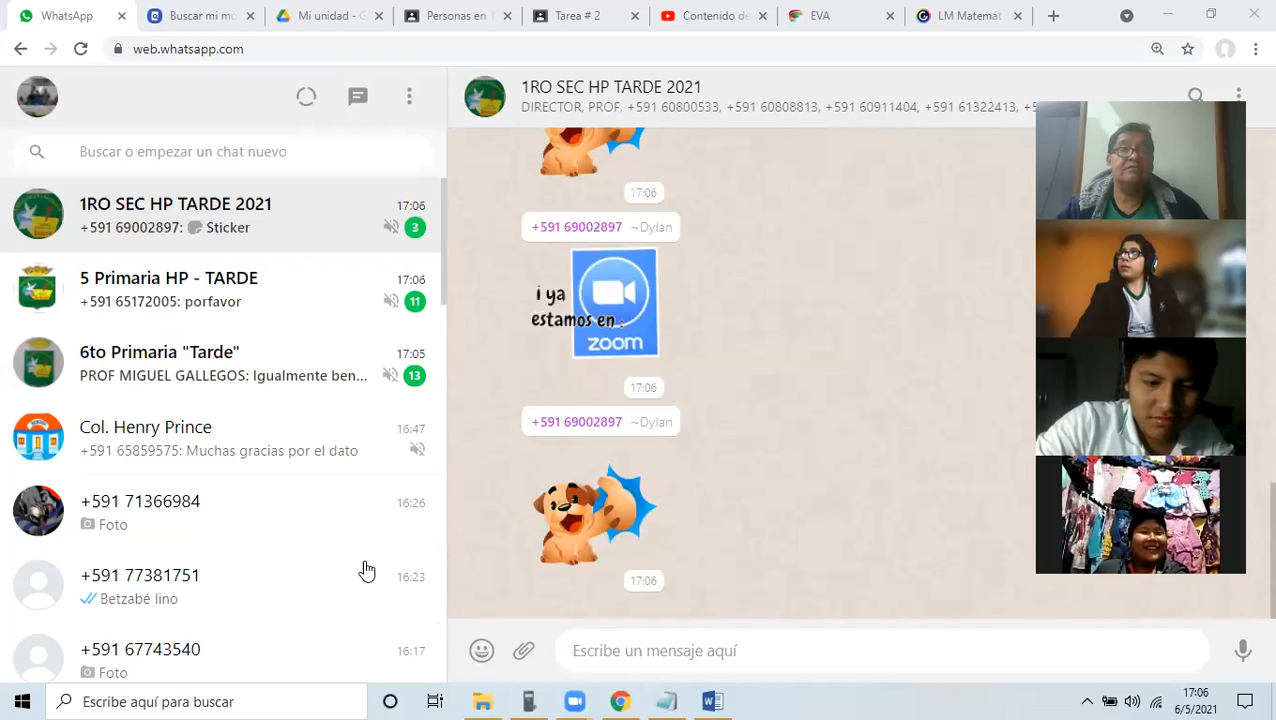 WhatsApp
Buscar mi mó
Mi unidad - G
Personas en T
Tarea # 2
Contenido de
EVA
LM Matemát
web.whatsapp.com
Buscar o empezar un chat nuevo
1RO SEC HP TARDE 2021
17:06
+591 69002897: Sticker
3
5 Primaria HP - TARDE
17:06
+591 65172005: porfavor
11
6to Primaria "Tarde"
17:05
PROF MIGUEL GALLEGOS: Igualmente ben...
13
Col. Henry Prince
16:47
+591 65859575: Muchas gracias por el dato
+591 71366984
16:26
Foto
+591 77381751
16:23
Betzabé lino
+591 67743540
16:17
Foto
1RO SEC HP TARDE 2021
DIRECTOR, PROF, +591 60800533, +591 60808813, +591 60911404, +591 61322413, +5
17:06
+591 69002897 ~Dylan
i ya
estamos en :
zoom
17:06
+591 69002897 ~Dylan
17:06
Escribe un mensaje aquí
Escribe aquí para buscar
17:06
6/5/2021